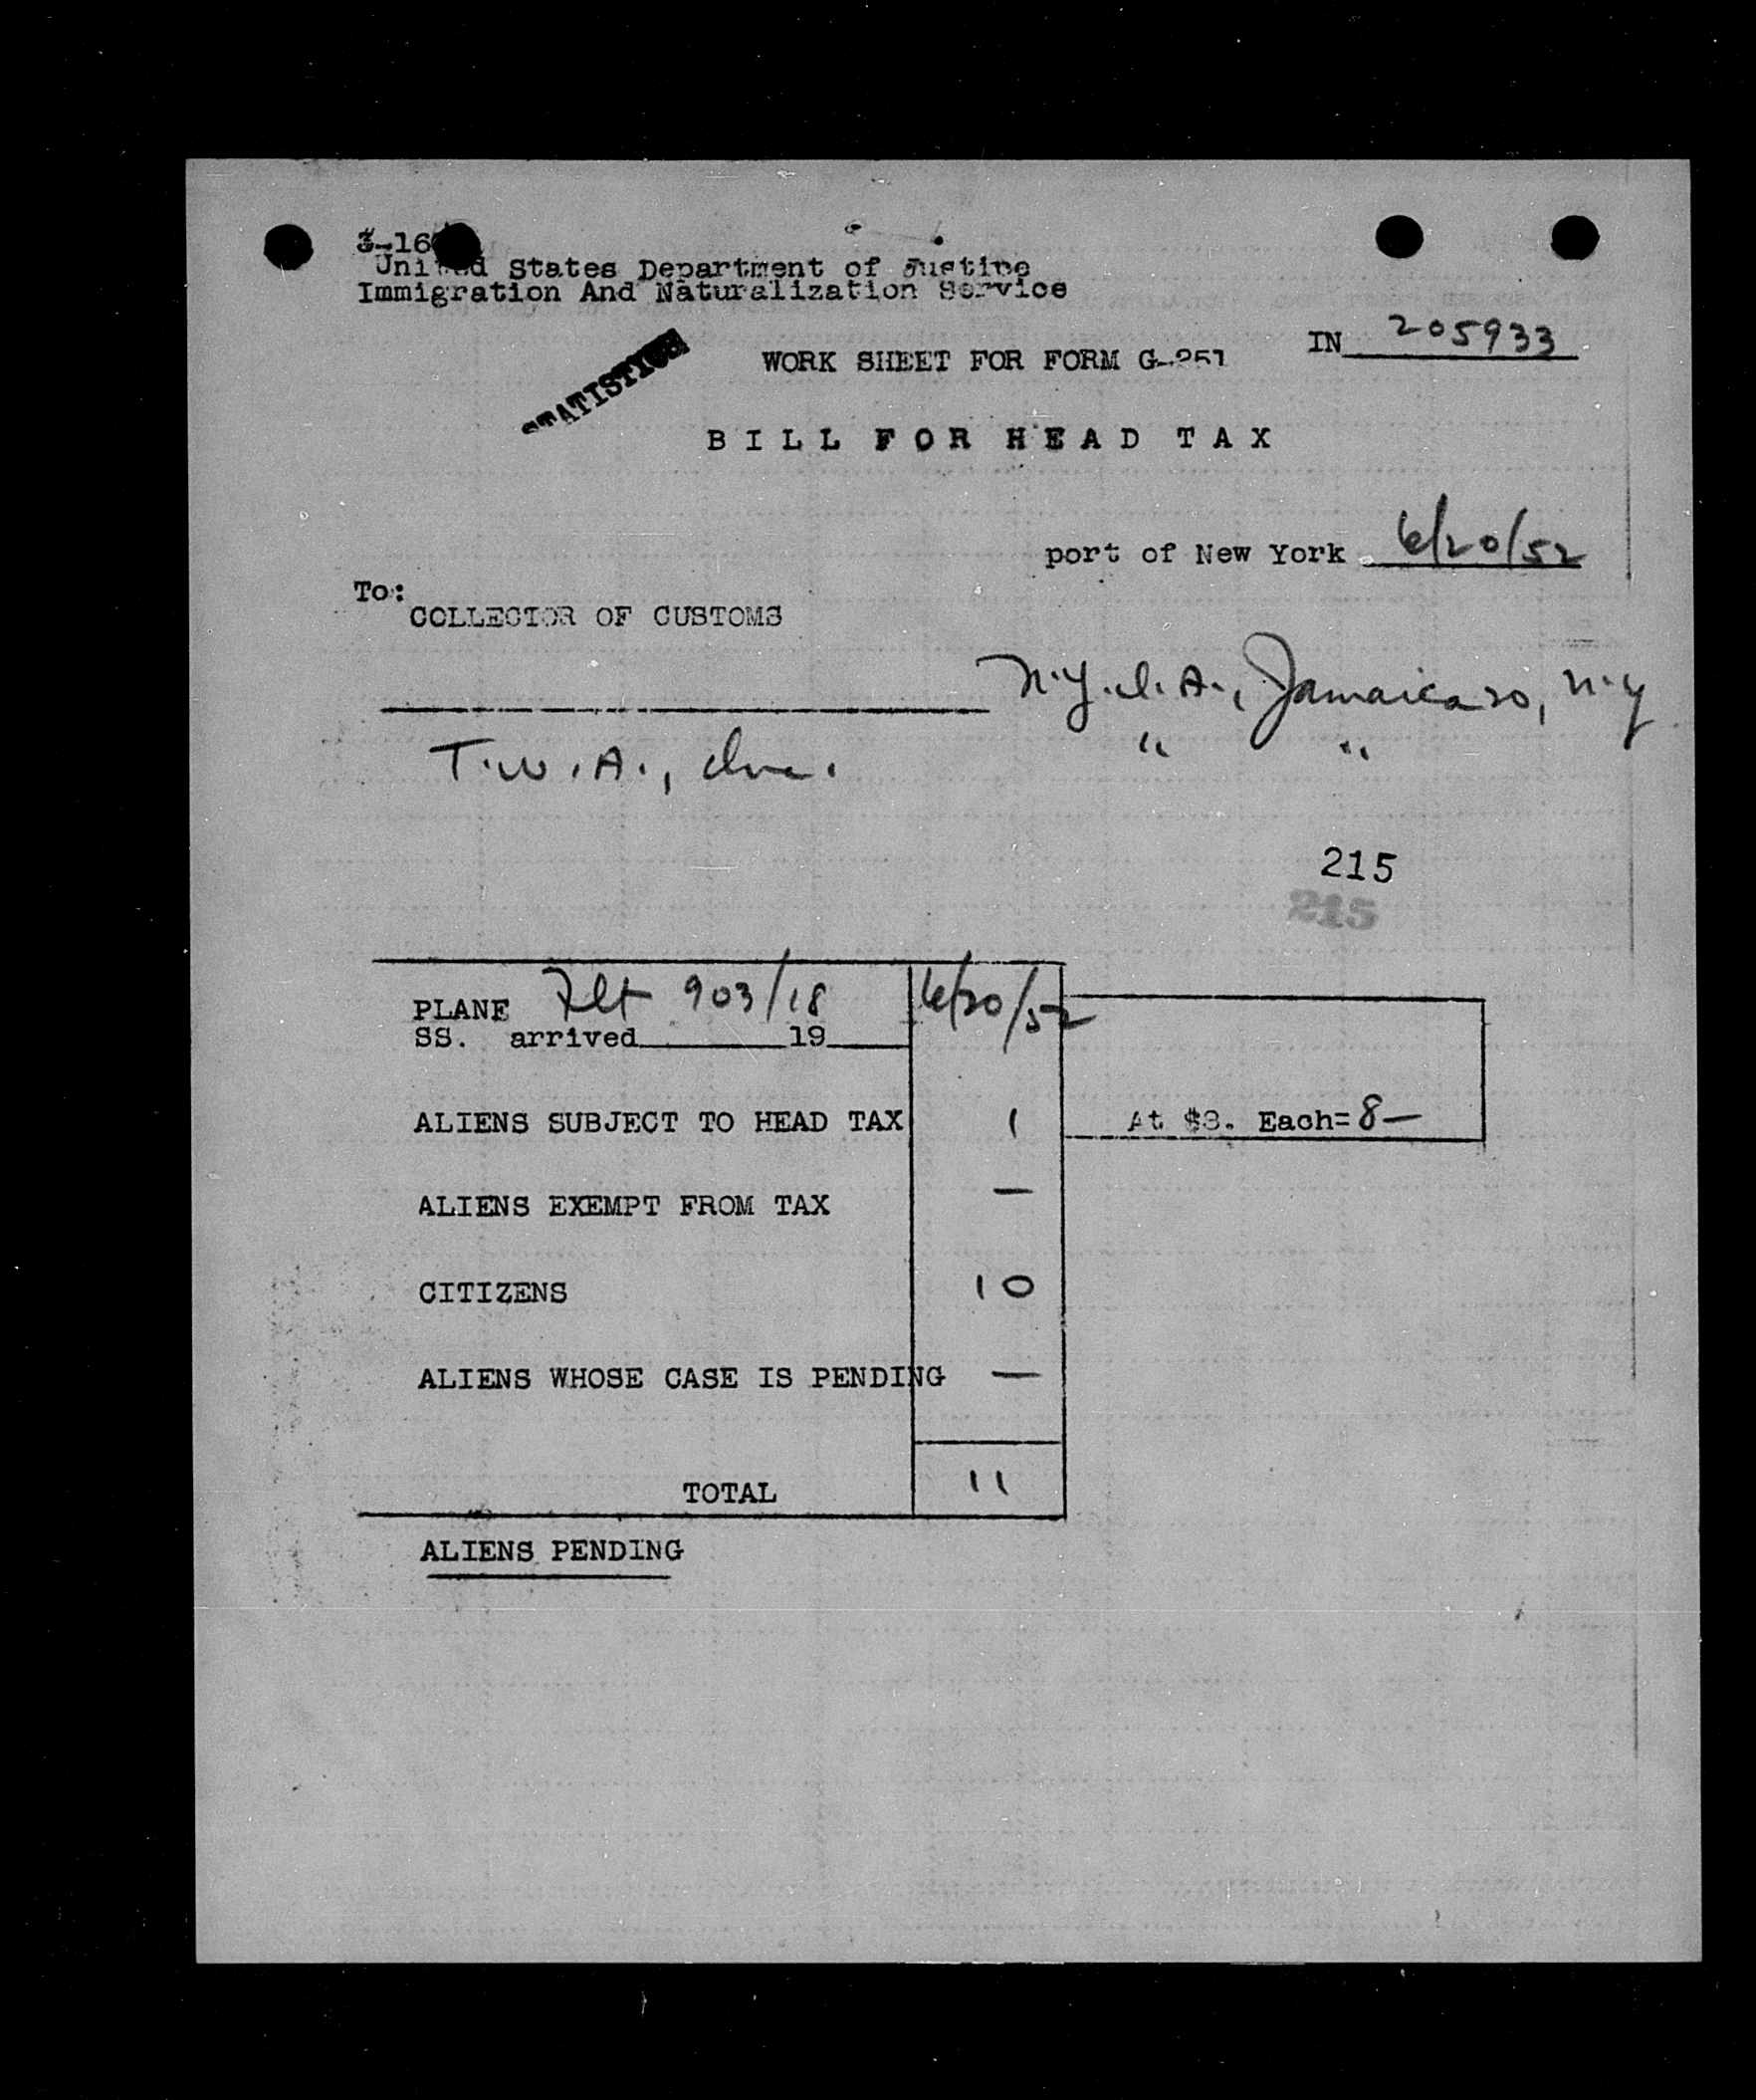 3-16
United States Department of Justice
Immigration And Naturalization Service
IN 205933
STATISTICS
WORK SHEET FOR FORM G-251
BILL FOR HEAD TAX
port of New York 6/20/52
To:
COLLECTOR OF CUSTOMS
N.Y.I.A., Jamaica 20, N.Y
T.W.A., Inc. " "
215
215
PLANE Flt 903/18 6/20/52
SS. arrived 19
ALIENS SUBJECT TO HEAD TAX 1 At $8. Each= 8—
ALIENS EXEMPT FROM TAX —
CITIZENS 10
ALIENS WHOSE CASE IS PENDING —
TOTAL 11
ALIENS PENDING